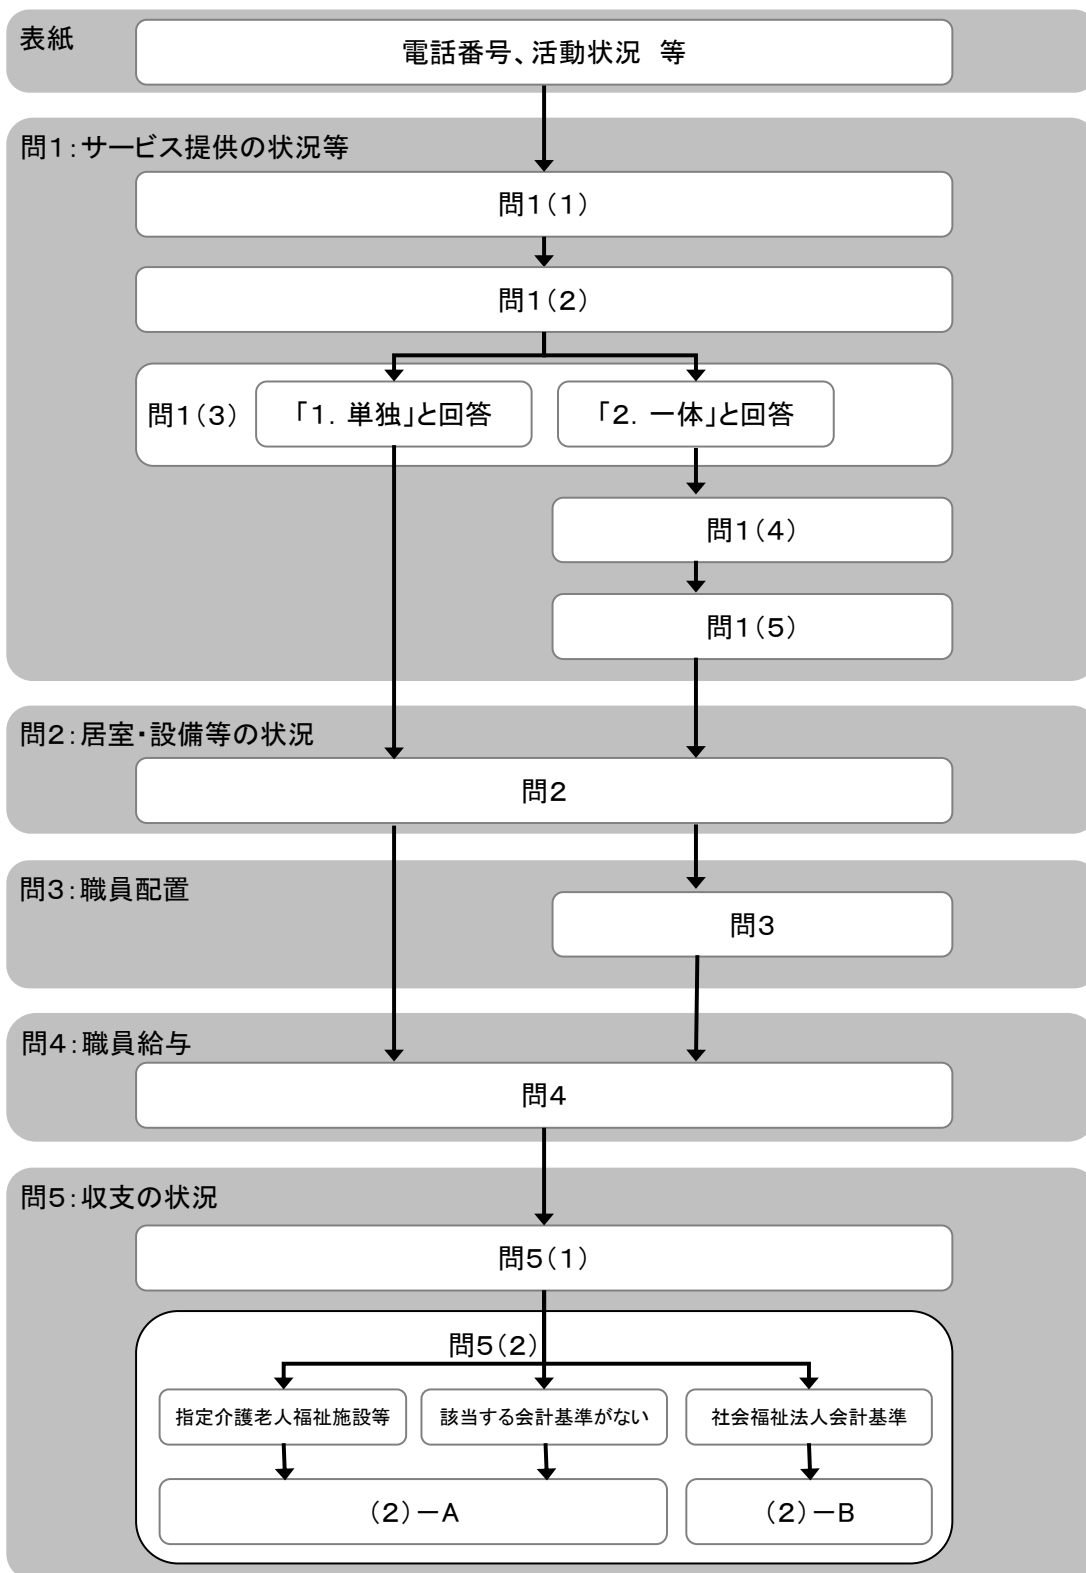 表紙
電話番号、活動状況 等
問1:サービス提供の状況等
問1(1)
問1(2)
問1(3)
「1.単独」と回答
「2.一体」と回答
問1(4)
問1(5)
問2:居室・設備等の状況
問2
問3:職員配置
問3
問4:職員給与
問4
問5:収支の状況
問5(1)
問5(2)
指定介護老人福祉施設等
該当する会計基準がない
社会福祉法人会計基準
(2)-A
(2)-B